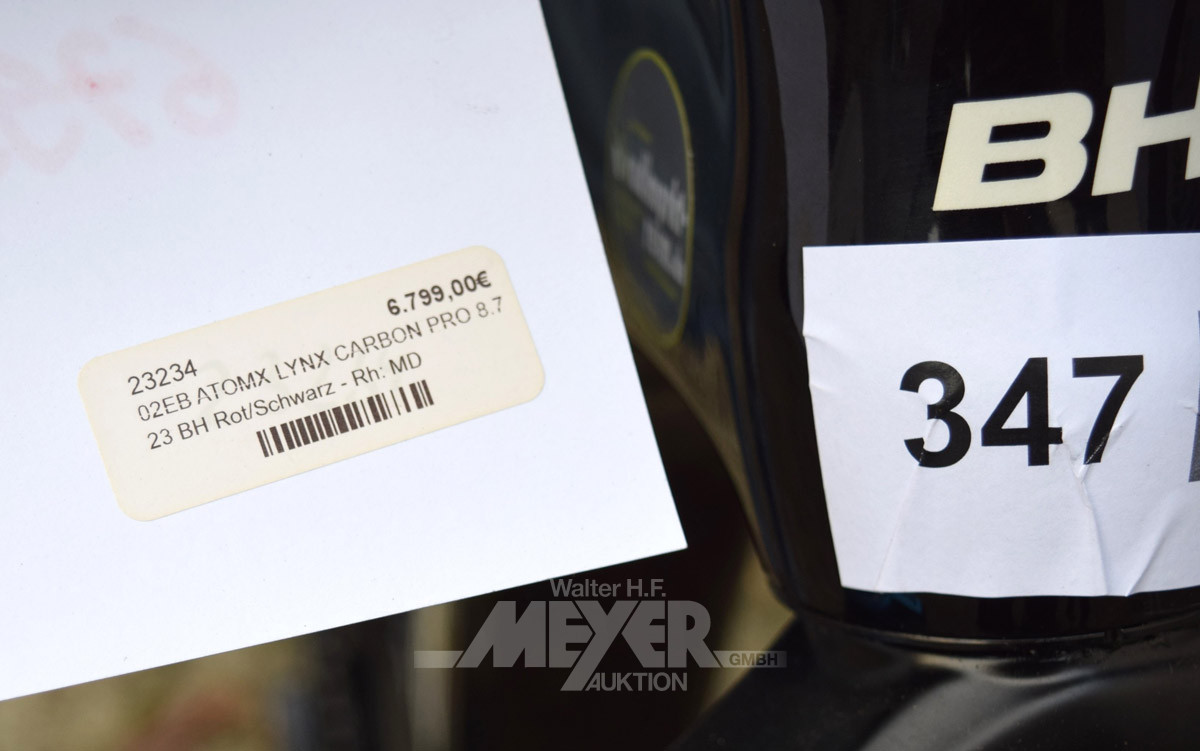 6.799,00€
23234
02EB ATOMX LYNX CARBON PRO 8.7
23 BH Rot/Schwarz - Rh: MD
BH
347
Walter H.F.
MEYER
GMBH
AUKTION